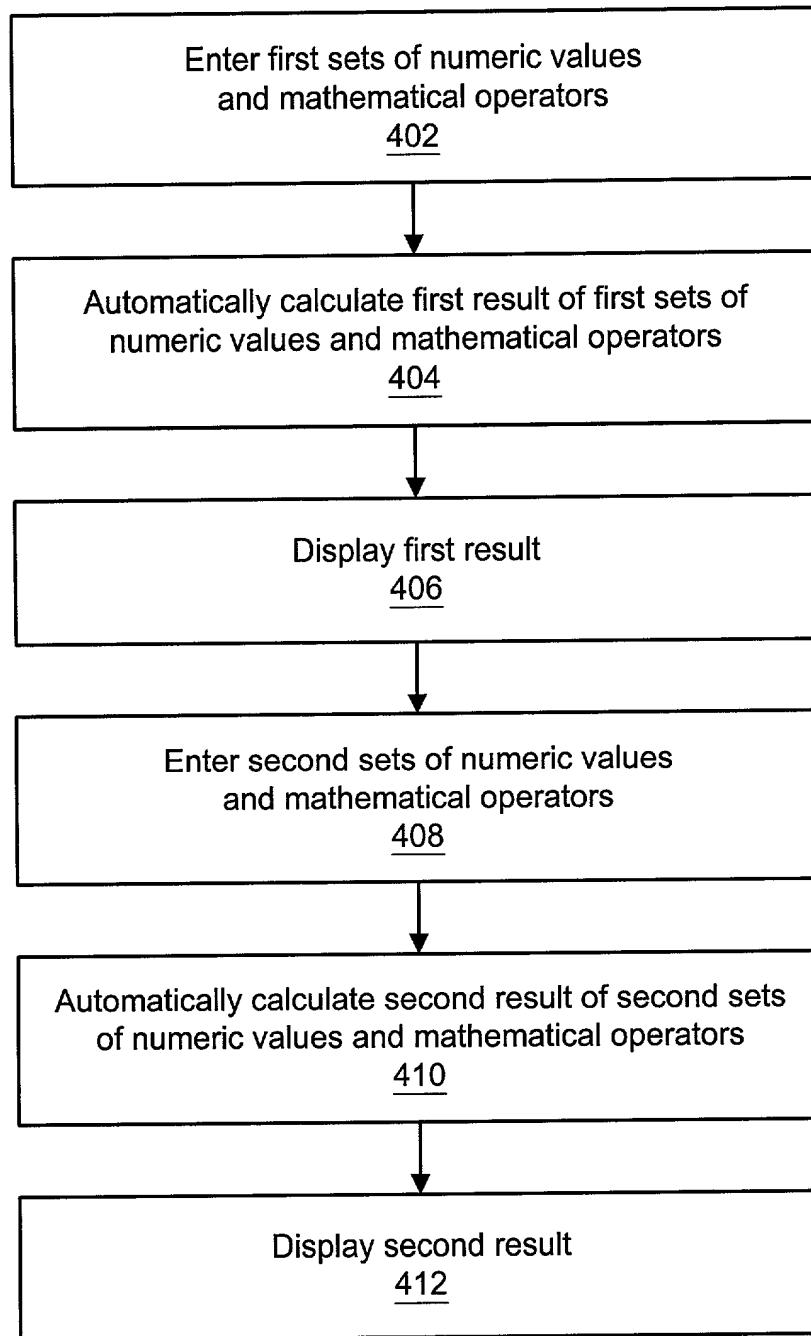 Enter first sets of numeric values
and mathematical operators
402
Automatically calculate first result of first sets of
numeric values and mathematical operators
404
Display first result
406
Enter second sets of numeric values
and mathematical operators
408
Automatically calculate second result of second sets
of numeric values and mathematical operators
410
Display second result
412